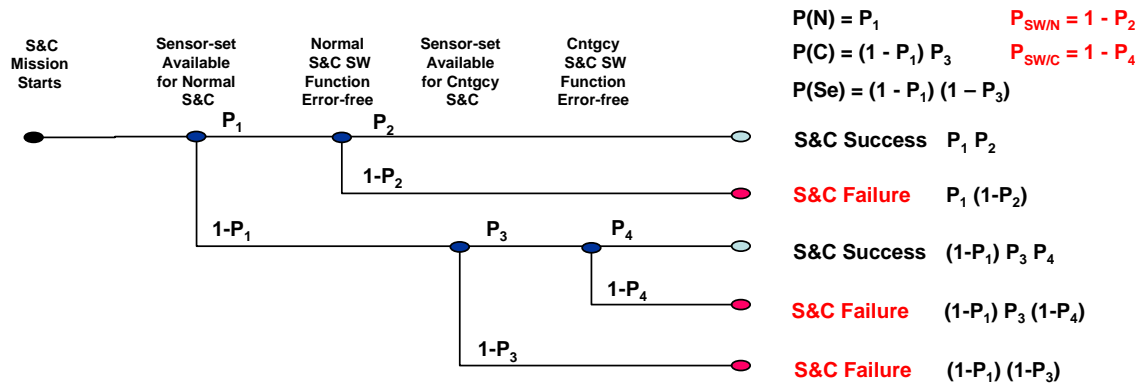 S&C
Mission
Starts
Sensor-set
Available
for Normal
S&C
Normal
S&C SW
Function
Error-free
Sensor-set
Available
for Cntgcy
S&C
Cntgcy
S&C SW
Function
Error-free
P(N) = P₁
P_SW/N = 1 - P₂
P(C) = (1 - P₁) P₃
P_SW/C = 1 - P₄
P(Se) = (1 - P₁) (1 – P₃)
P₁
P₂
S&C Success P₁ P₂
1-P₂
S&C Failure P₁ (1-P₂)
1-P₁
P₃
P₄
S&C Success (1-P₁) P₃ P₄
1-P₄
S&C Failure (1-P₁) P₃ (1-P₄)
1-P₃
S&C Failure (1-P₁) (1-P₃)